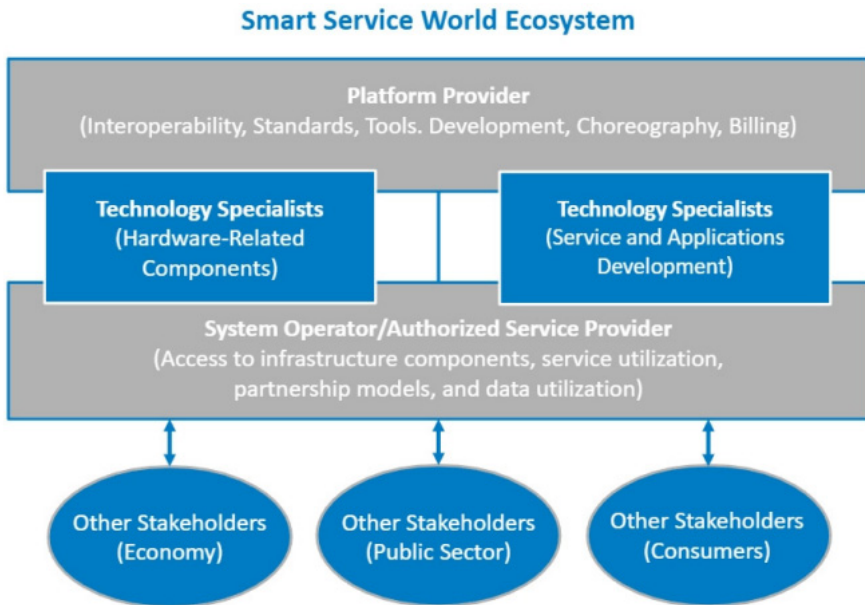 Smart Service World Ecosystem
Platform Provider
(Interoperability, Standards, Tools. Development, Choreography, Billing)
Technology Specialists
(Hardware-Related
Components)
Technology Specialists
(Service and Applications
Development)
System Operator/Authorized Service Provider
(Access to infrastructure components, service utilization,
partnership models, and data utilization)
Other Stakeholders
(Economy)
Other Stakeholders
(Public Sector)
Other Stakeholders
(Consumers)